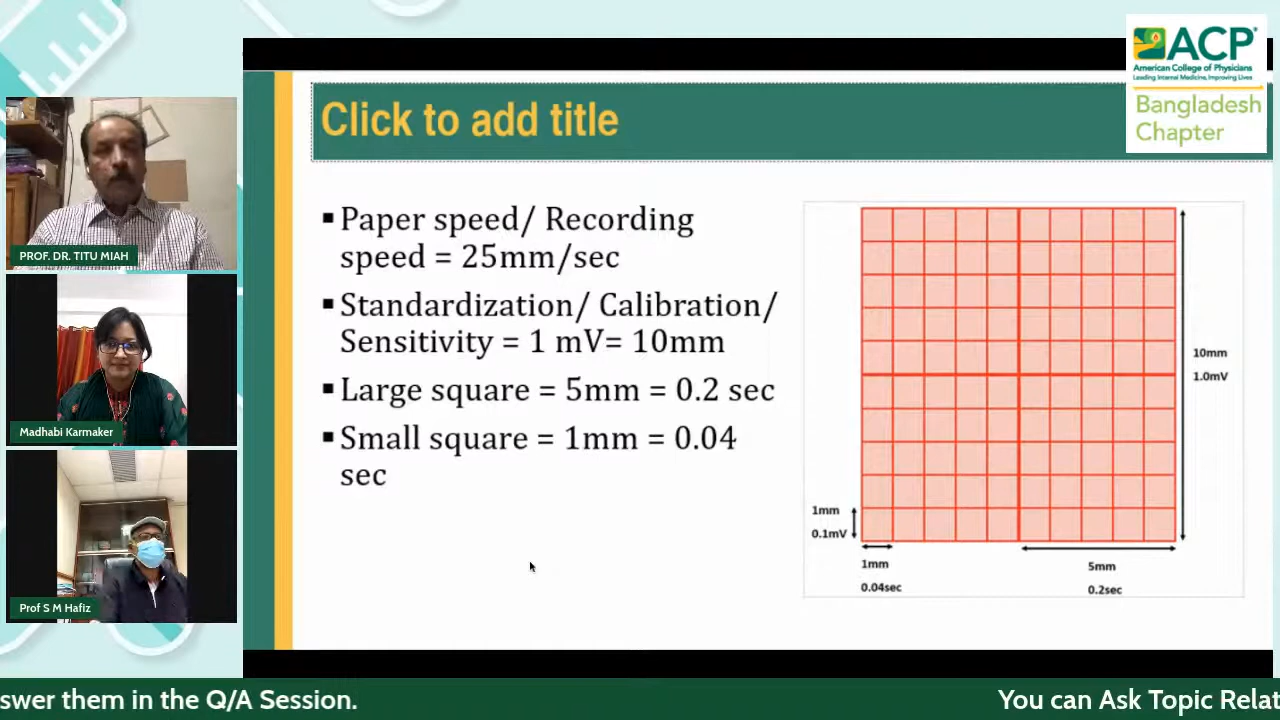 ACP
American College of Physicians
Leading Internal Medicine, Improving Lives
Bangladesh
Chapter
Click to add title
PROF. DR. TITU MIAH
Madhabi Karmaker
Prof S M Hafiz
▪ Paper speed/ Recording
speed = 25mm/sec
▪ Standardization/ Calibration/
Sensitivity = 1 mV= 10mm
▪ Large square = 5mm = 0.2 sec
▪ Small square = 1mm = 0.04
sec
10mm
1.0mV
1mm
0.1mV
1mm
0.04sec
5mm
0.2sec
swer them in the Q/A Session.
You can Ask Topic Relat